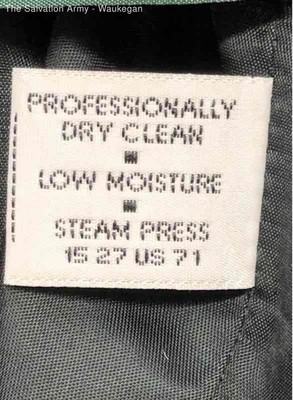 The Salvation Army - Waukegan
PROFESSIONALLY
DRY CLEAN
LOW MOISTURE
STEAM PRESS
15 27 US 71